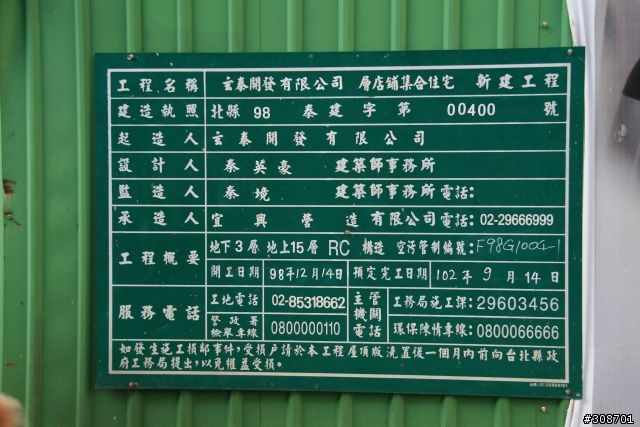 工程名稱 玄泰開發有限公司 層店鋪集合住宅 新建工程
建造執照 北縣 98 泰建字第 00400 號
起造人 玄泰開發有限公司
設計人 秦英豪 建築師事務所
監造人 秦境 建築師事務所電話:
承造人 宜興營造有限公司電話:02-29666999
工程概要 地下3層 地上15層 RC 構造 空汚管制編號:F98G1004-1
開工日期 98年12月14日 預定完工日期 102年9月14日
服務電話 工地電話 02-85318662 主管機關電話 工務局施工課:29603456
警政署檢舉專線 0800000110 環保陳情專線:0800066666
如發生施工損鄰事件,受損戶請於本工程屋頂版澆置後一個月內前向台北縣政
府工務局提出,以免權益受損。
#308701